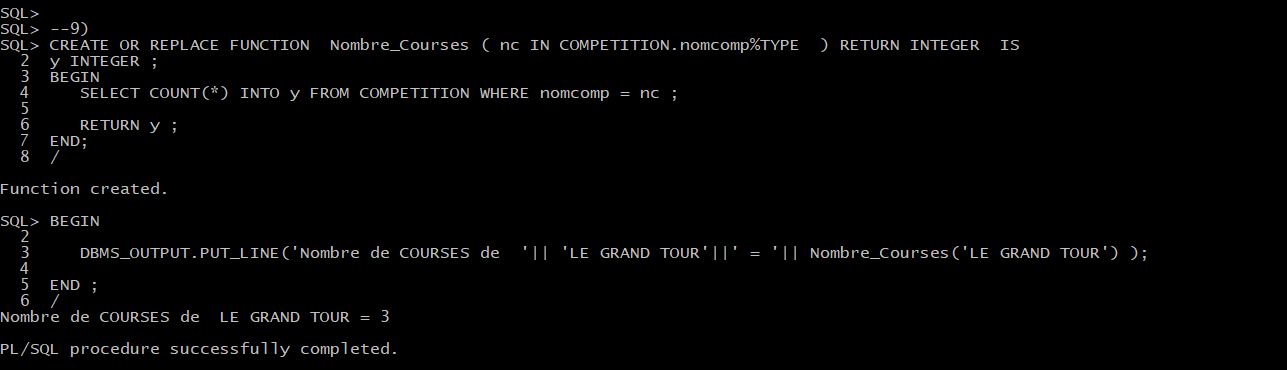 SQL>
SQL> --9)
SQL> CREATE OR REPLACE FUNCTION  Nombre_Courses ( nc IN COMPETITION.nomcomp%TYPE  ) RETURN INTEGER  IS
  2  y INTEGER ;
  3  BEGIN
  4     SELECT COUNT(*) INTO y FROM COMPETITION WHERE nomcomp = nc ;
  5
  6     RETURN y ;
  7  END;
  8  /
Function created.
SQL> BEGIN
  2
  3     DBMS_OUTPUT.PUT_LINE('Nombre de COURSES de  '|| 'LE GRAND TOUR'||' = '|| Nombre_Courses('LE GRAND TOUR') );
  4
  5  END ;
  6  /
Nombre de COURSES de  LE GRAND TOUR = 3
PL/SQL procedure successfully completed.